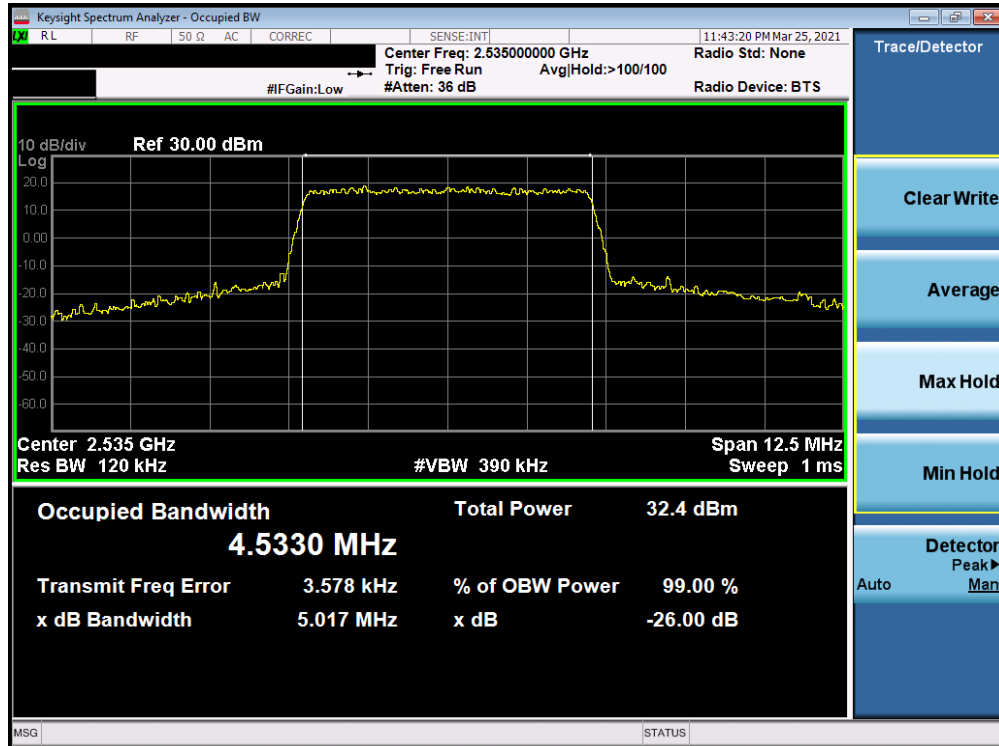 Keysight Spectrum Analyzer - Occupied BW
LXI RL RF 50 Ω AC CORREC SENSE:INT 11:43:20 PM Mar 25, 2021
Center Freq: 2.535000000 GHz Radio Std: None
Trig: Free Run Avg|Hold:>100/100
#IFGain:Low #Atten: 36 dB Radio Device: BTS
10 dB/div Ref 30.00 dBm
Log
20.0
10.0
0.00
-10.0
-20.0
-30.0
-40.0
-50.0
-60.0
Center 2.535 GHz Span 12.5 MHz
Res BW 120 kHz #VBW 390 kHz Sweep 1 ms
Occupied Bandwidth Total Power 32.4 dBm
4.5330 MHz
Transmit Freq Error 3.578 kHz % of OBW Power 99.00 %
x dB Bandwidth 5.017 MHz x dB -26.00 dB
MSG STATUS
Trace/Detector
Clear Write
Average
Max Hold
Min Hold
Detector
Peak▶
Auto Man